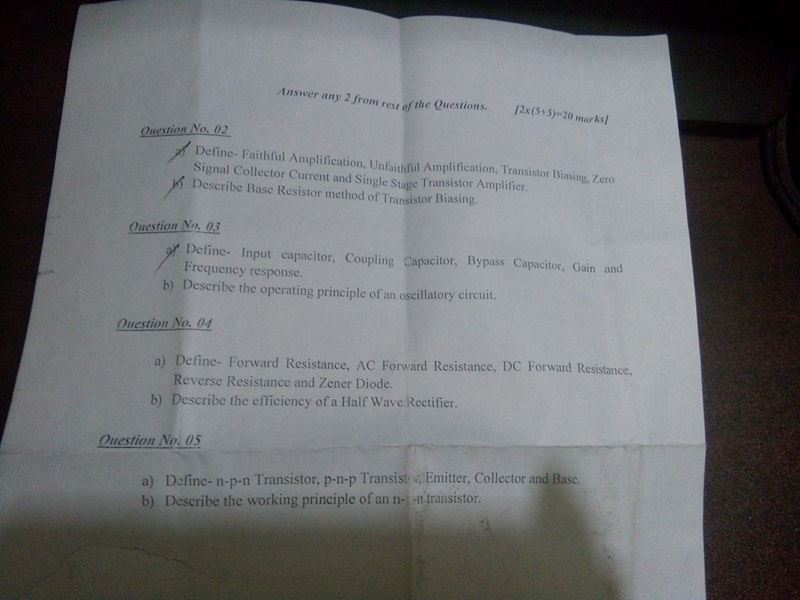 Answer any 2 from rest of the Questions. [2x(5+5)=20 marks]
Question No. 02
a) Define- Faithful Amplification, Unfaithful Amplification, Transistor Biasing, Zero
Signal Collector Current and Single Stage Transistor Amplifier.
b) Describe Base Resistor method of Transistor Biasing.
Question No. 03
a) Define- Input capacitor, Coupling Capacitor, Bypass Capacitor, Gain and
Frequency response.
b) Describe the operating principle of an oscillatory circuit.
Question No. 04
a) Define- Forward Resistance, AC Forward Resistance, DC Forward Resistance,
Reverse Resistance and Zener Diode.
b) Describe the efficiency of a Half Wave Rectifier.
Question No. 05
a) Define- n-p-n Transistor, p-n-p Transistor, Emitter, Collector and Base.
b) Describe the working principle of an transistor.